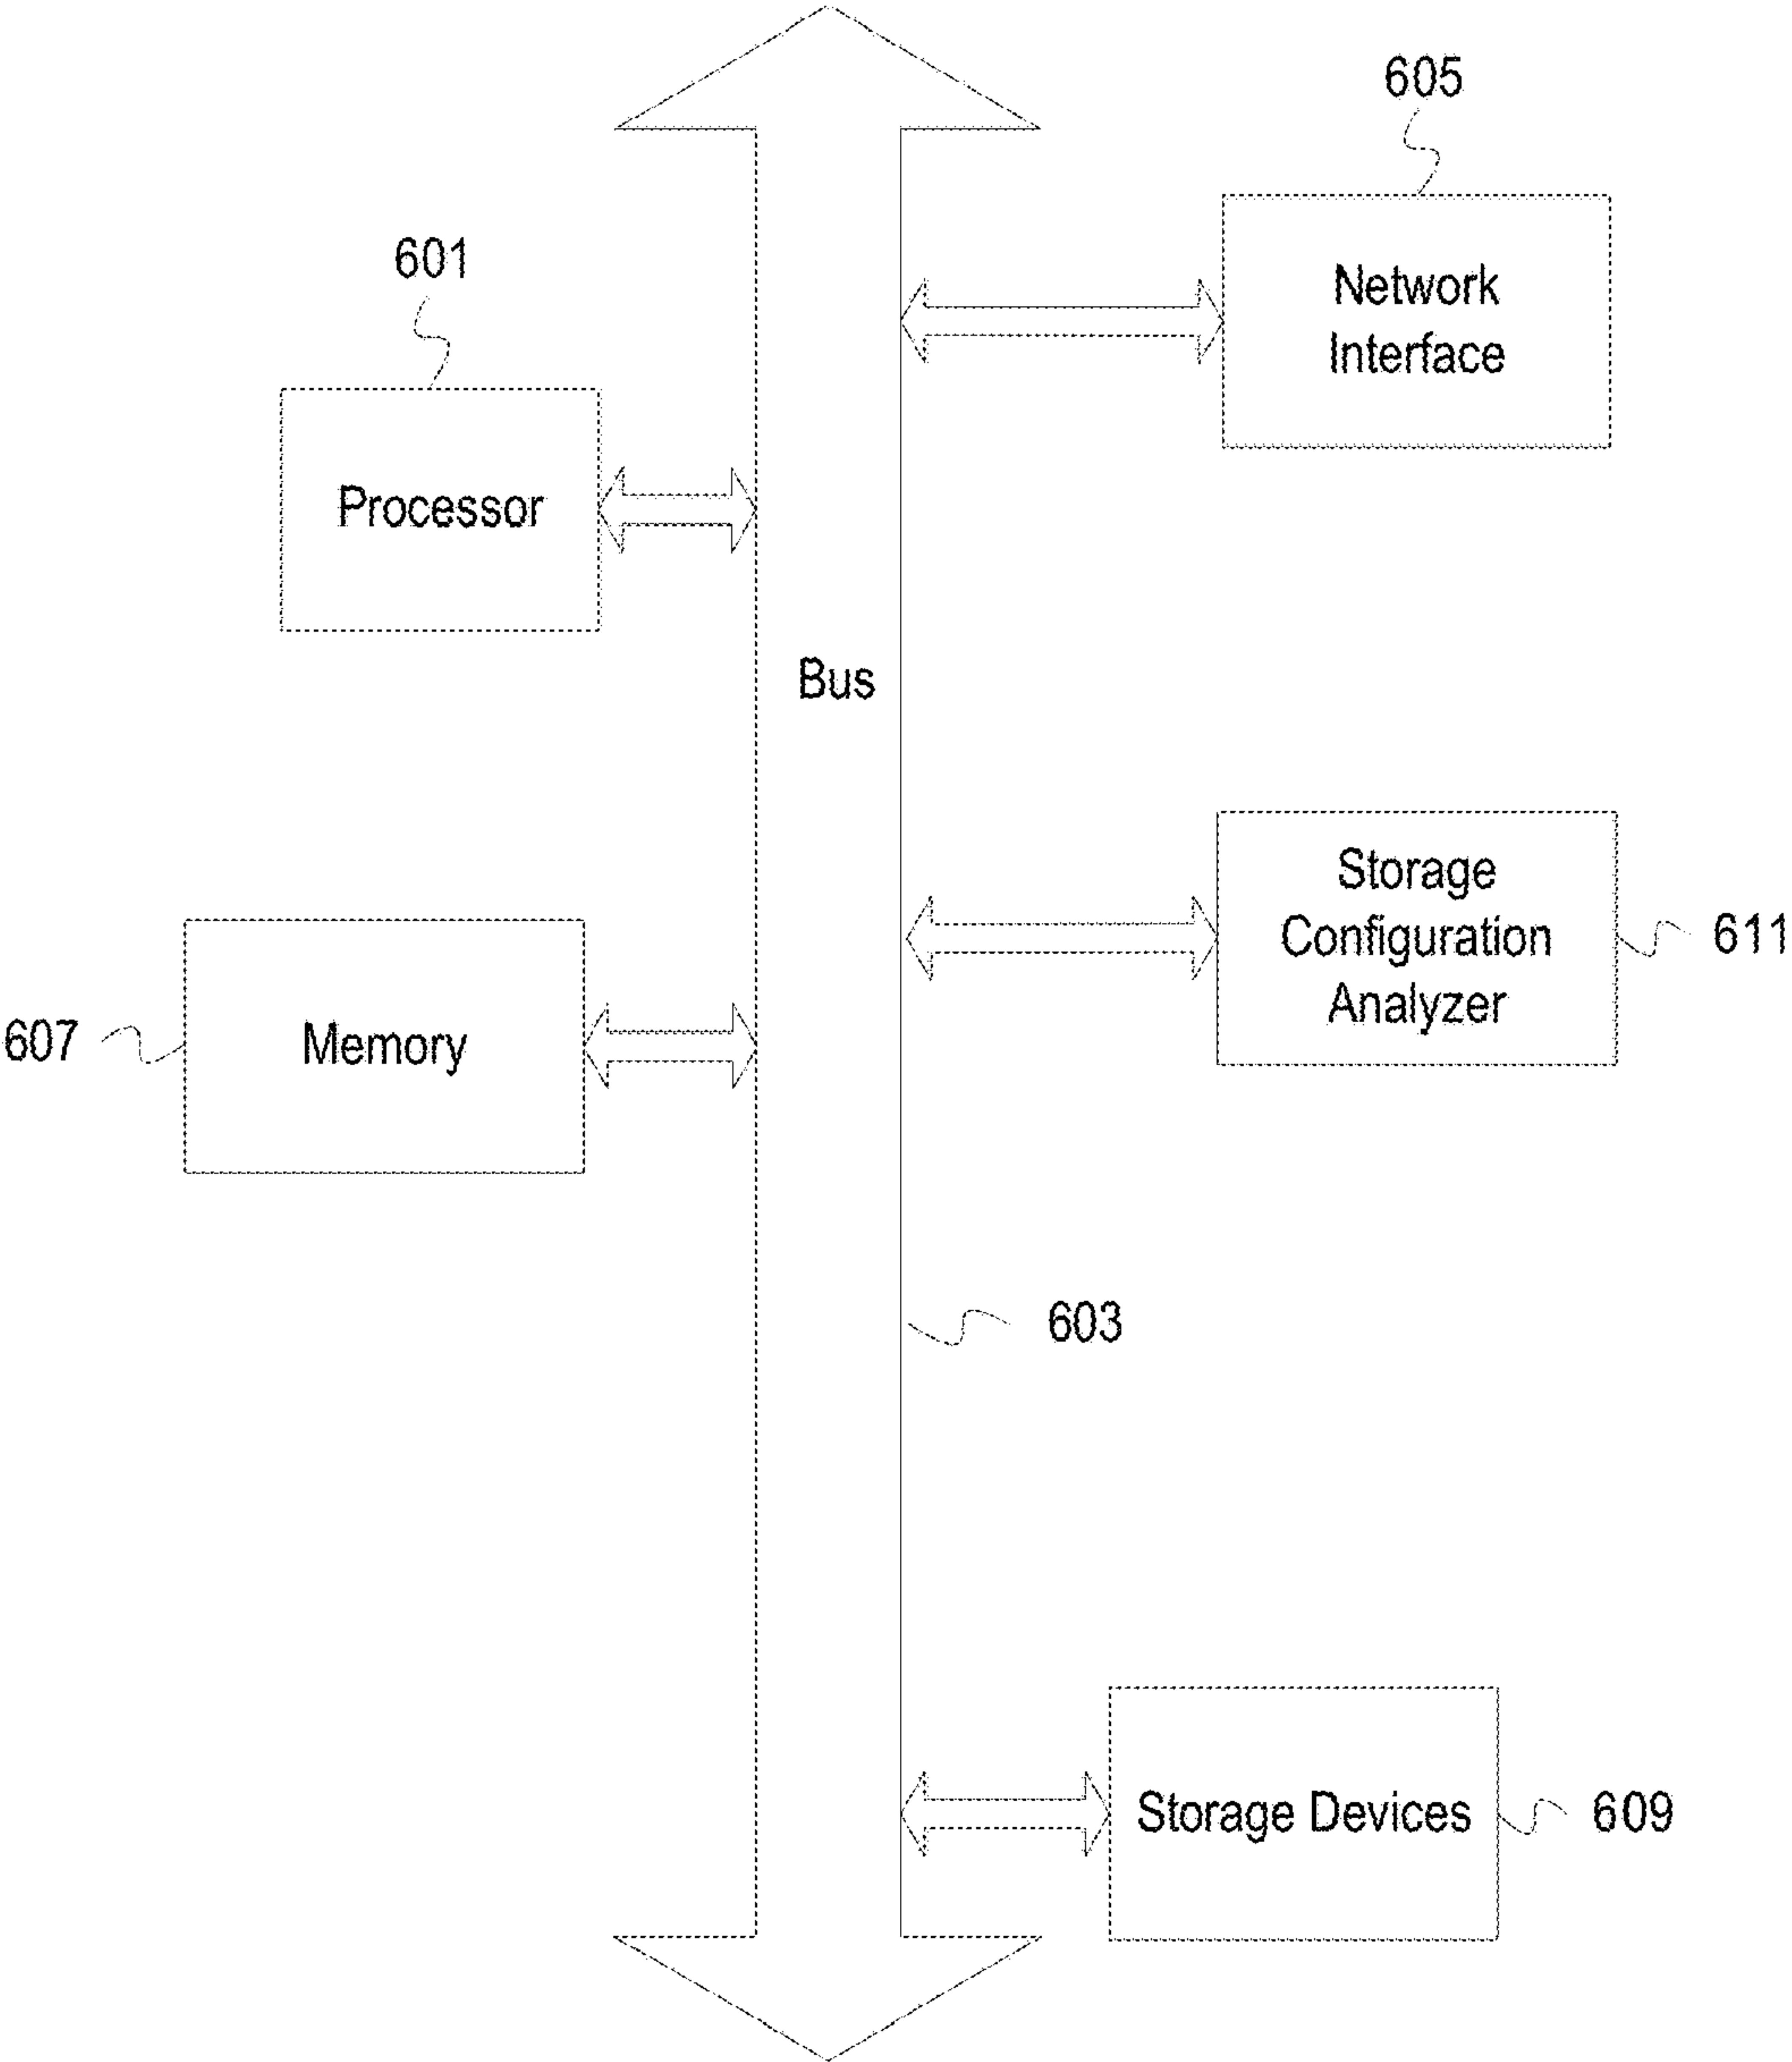 605
Network
Interface
601
Processor
Bus
Storage
Configuration
Analyzer
611
607
Memory
603
Storage Devices
609